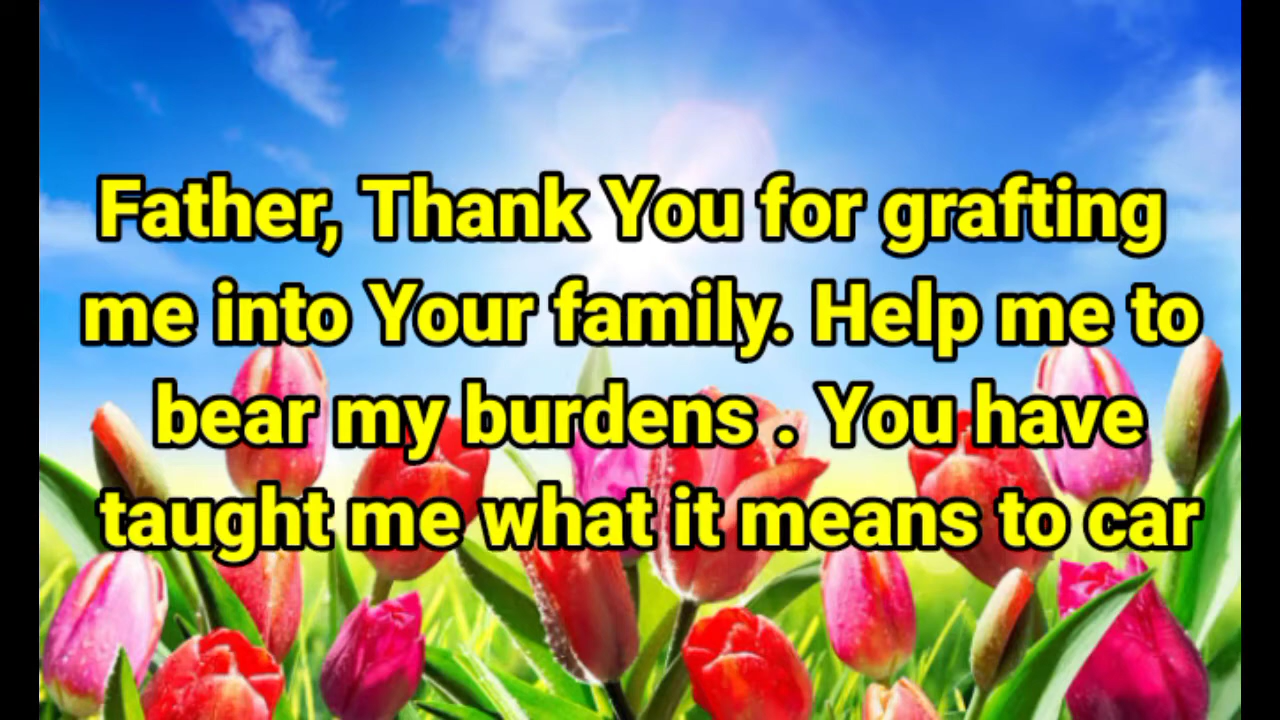 Father, Thank You for grafting
me into Your family. Help me to
bear my burdens . You have
taught me what it means to car